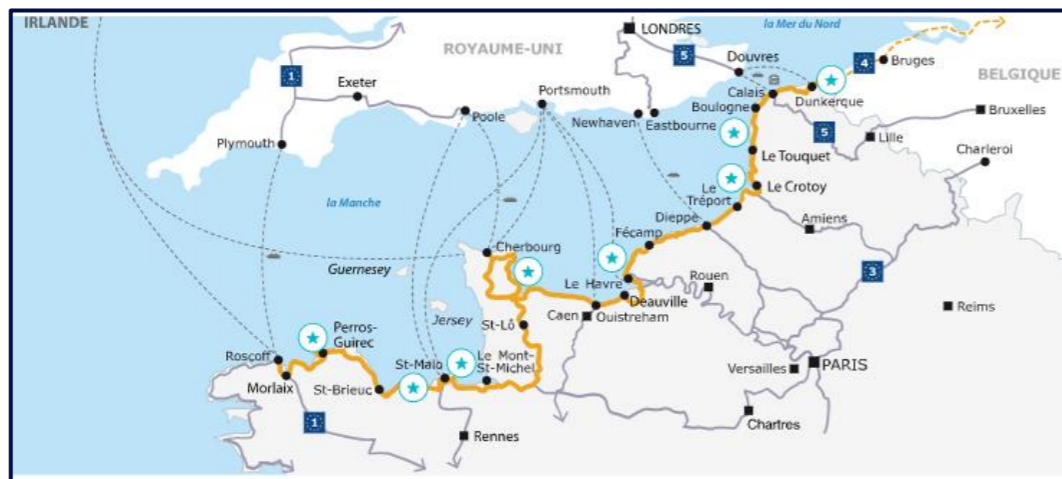 IRLANDE
la Mer du Nord
LONDRES
ROYAUME-UNI
1
5
Douvres
4
Bruges
BELGIQUE
Exeter
Portsmouth
Calais
Dunkerque
Poole
Newhaven
Eastbourne
Boulogne
Bruxelles
5
Lille
Plymouth
Le Touquet
Charleroi
la Manche
Le
Tréport
Le Crotoy
Dieppe
Amiens
Fécamp
Cherbourg
Guernesey
Le Havre
Rouen
3
Deauville
Reims
Jersey
St-Lô
Caen
Ouistreham
Perros-
Guirec
Roscoff
St-Malo
Le Mont-
St-Michel
Versailles
PARIS
Morlaix
St-Brieuc
1
Rennes
Chartres